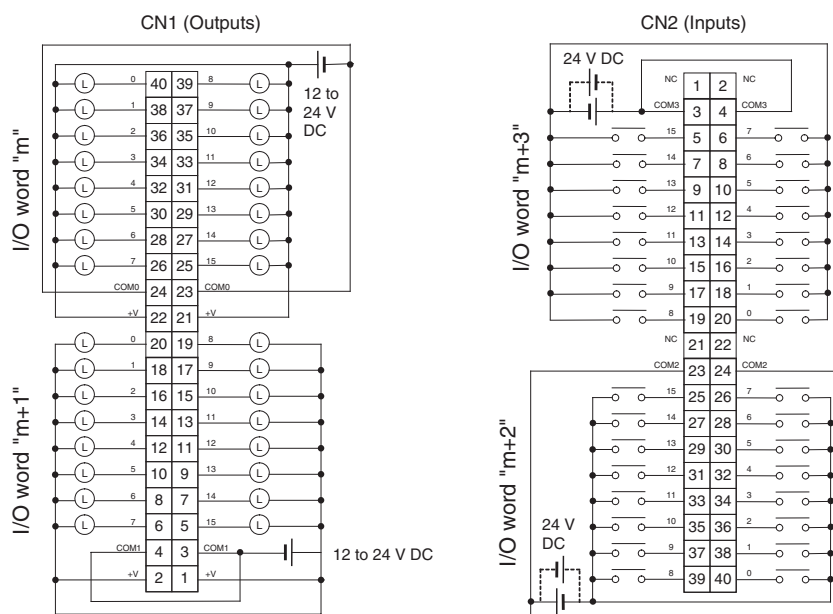 CN1 (Outputs)
I/O word "m"
12 to
24 V
DC
L 0 40 39 8 L
L 1 38 37 9 L
L 2 36 35 10 L
L 3 34 33 11 L
L 4 32 31 12 L
L 5 30 29 13 L
L 6 28 27 14 L
L 7 26 25 15 L
COM0 24 23 COM0
+V 22 21 +V
I/O word "m+1"
L 0 20 19 8 L
L 1 18 17 9 L
L 2 16 15 10 L
L 3 14 13 11 L
L 4 12 11 12 L
L 5 10 9 13 L
L 6 8 7 14 L
L 7 6 5 15 L
COM1 4 3 COM1
12 to 24 V DC
+V 2 1 +V
CN2 (Inputs)
24 V DC
I/O word "m+3"
NC 1 2 NC
COM3 3 4 COM3
15 5 6 7
14 7 8 6
13 9 10 5
12 11 12 4
11 13 14 3
10 15 16 2
9 17 18 1
8 19 20 0
NC 21 22 NC
COM2 23 24 COM2
I/O word "m+2"
15 25 26 7
14 27 28 6
13 29 30 5
12 31 32 4
11 33 34 3
10 35 36 2
9 37 38 1
8 39 40 0
24 V
DC